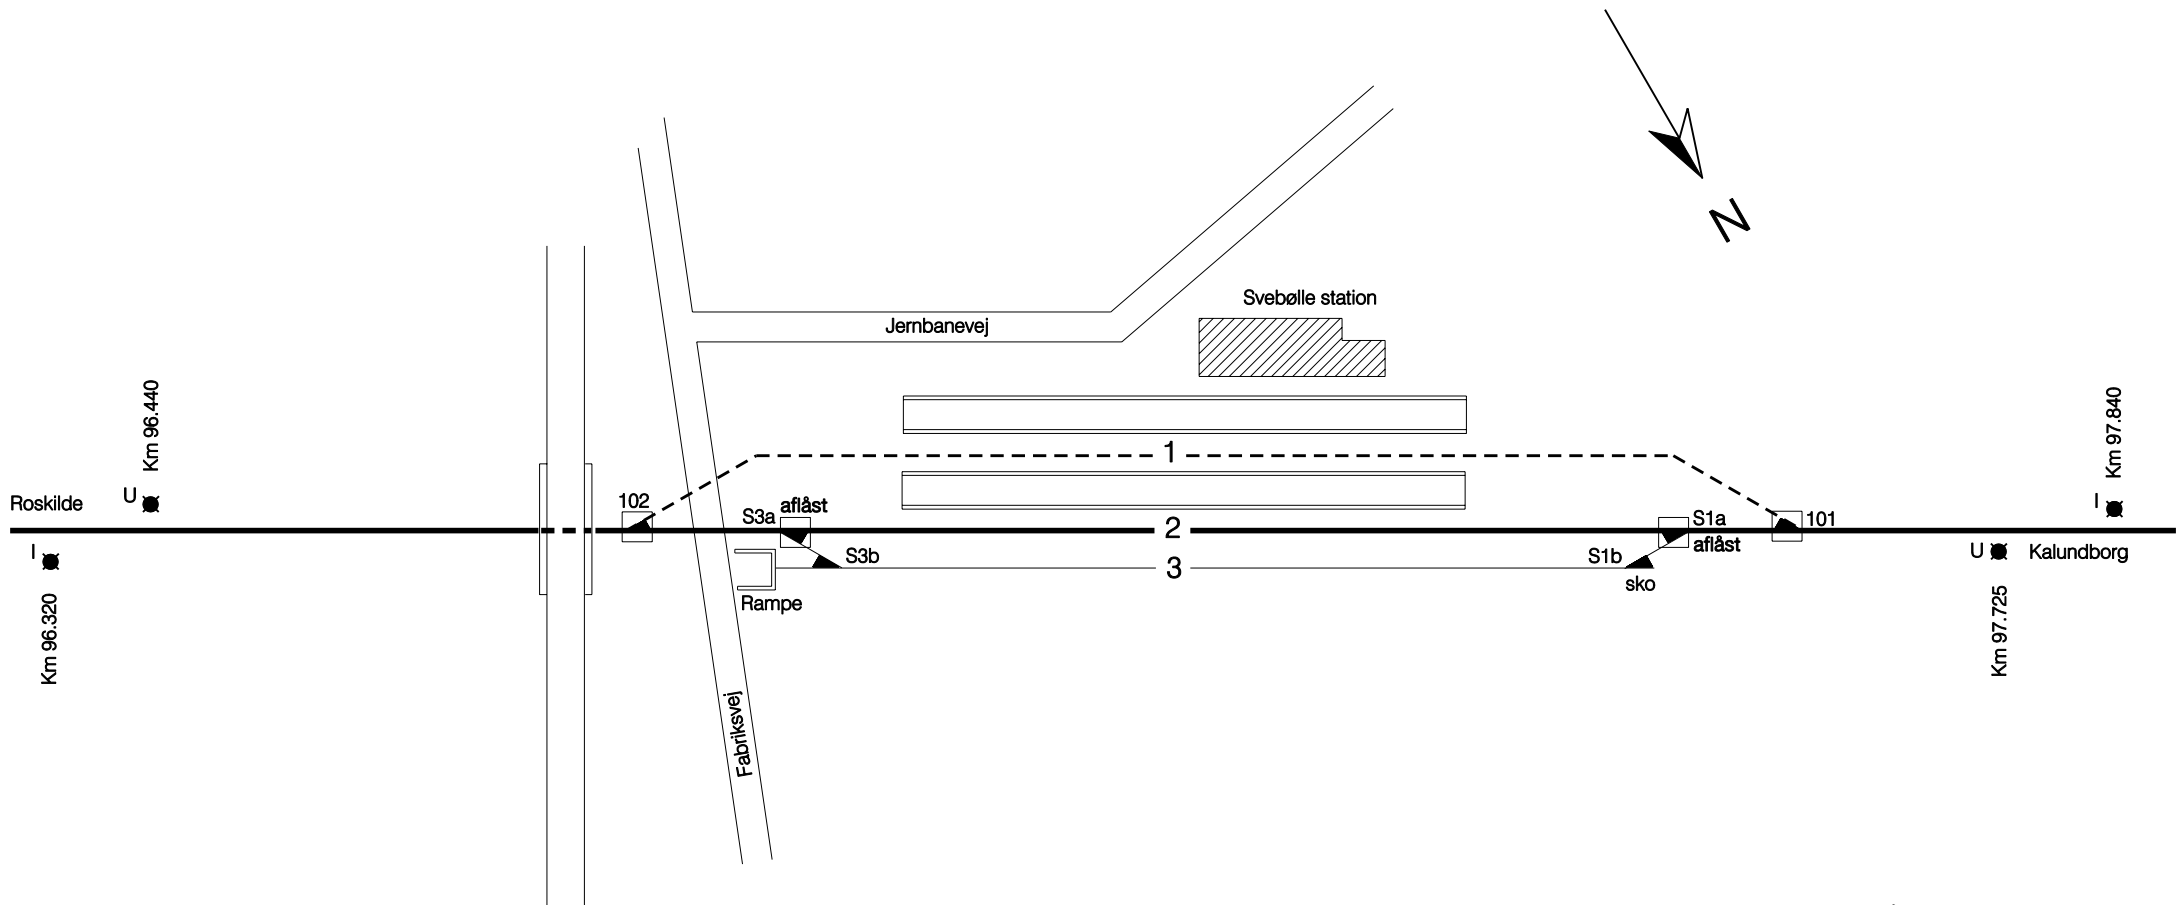 N
Svebølle station
Jernbanevej
Km 96.440
Km 97.840
1
U
I
Roskilde
102
S3a
aflåst
2
S1a
101
aflåst
I
S3b
S1b
U
Kalundborg
3
sko
Rampe
Km 96.320
Km 97.725
Fabriksvej